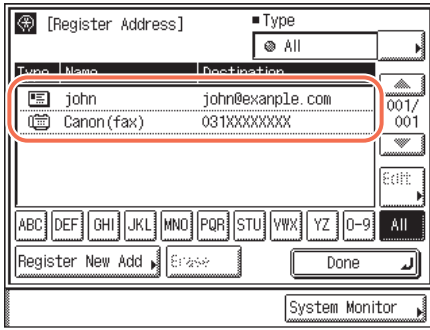 [Register Address]
■Type
All
Type Name Destination
john john@exanple.com
Canon(fax) 031XXXXXXXX
001/
001
Edit
ABC DEF GHI JKL MNO PQR STU VWX YZ 0-9 All
Register New Add Erase Done
System Monitor